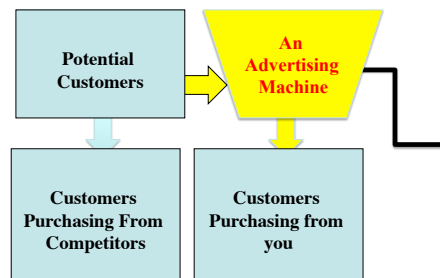 Potential
Customers
An
Advertising
Machine
Customers
Purchasing From
Competitors
Customers
Purchasing from
you